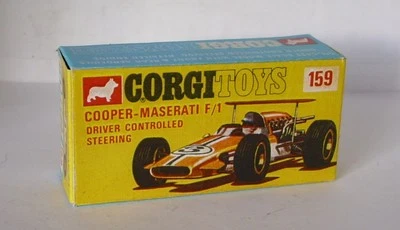 CORGI TOYS
159
COOPER-MASERATI F/1
DRIVER CONTROLLED
STEERING